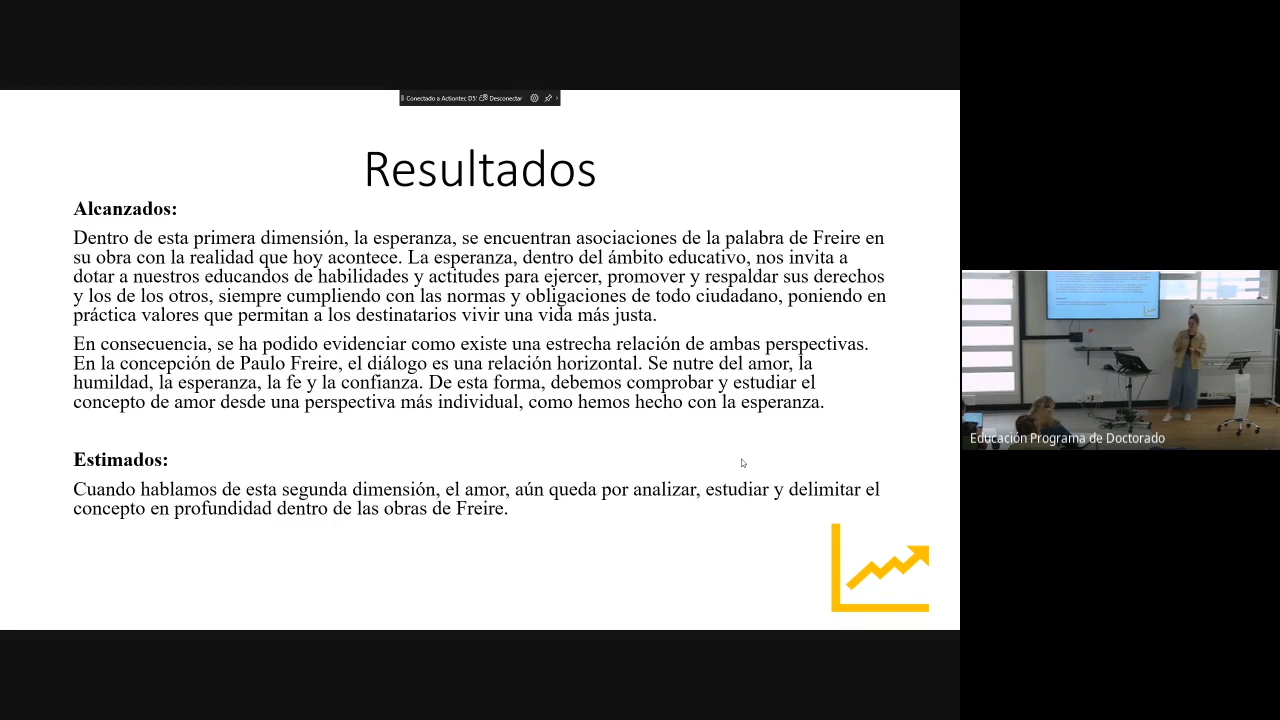 Conectado a Actiontec D5
Desconectar
Resultados
Alcanzados:
Dentro de esta primera dimensión, la esperanza, se encuentran asociaciones de la palabra de Freire en
su obra con la realidad que hoy acontece. La esperanza, dentro del ámbito educativo, nos invita a
dotar a nuestros educandos de habilidades y actitudes para ejercer, promover y respaldar sus derechos
y los de los otros, siempre cumpliendo con las normas y obligaciones de todo ciudadano, poniendo en
práctica valores que permitan a los destinatarios vivir una vida más justa.
En consecuencia, se ha podido evidenciar como existe una estrecha relación de ambas perspectivas.
En la concepción de Paulo Freire, el diálogo es una relación horizontal. Se nutre del amor, la
humildad, la esperanza, la fe y la confianza. De esta forma, debemos comprobar y estudiar el
concepto de amor desde una perspectiva más individual, como hemos hecho con la esperanza.
Estimados:
Cuando hablamos de esta segunda dimensión, el amor, aún queda por analizar, estudiar y delimitar el
concepto en profundidad dentro de las obras de Freire.
Educación Programa de Doctorado